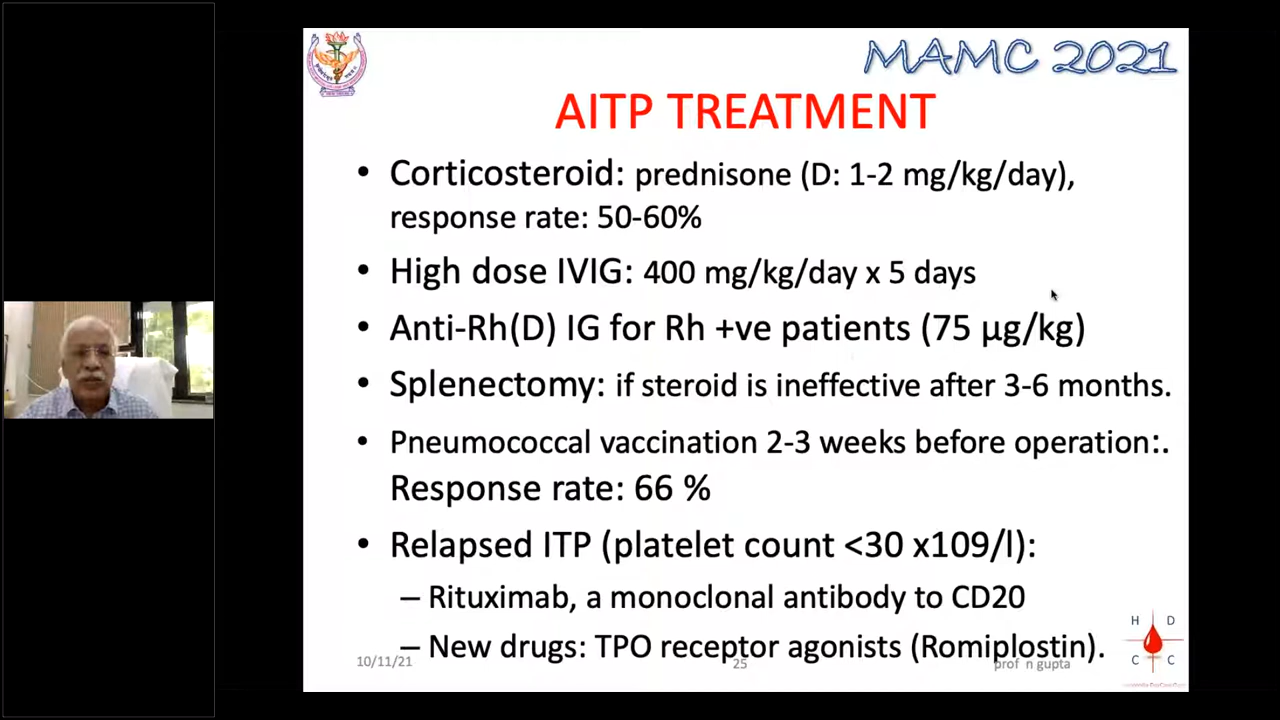 MAMC 2021
AITP TREATMENT
• Corticosteroid: prednisone (D: 1-2 mg/kg/day),
response rate: 50-60%
• High dose IVIG: 400 mg/kg/day x 5 days
• Anti-Rh(D) IG for Rh +ve patients (75 µg/kg)
• Splenectomy: if steroid is ineffective after 3-6 months.
• Pneumococcal vaccination 2-3 weeks before operation:.
Response rate: 66 %
• Relapsed ITP (platelet count <30 x109/l):
– Rituximab, a monoclonal antibody to CD20
– New drugs: TPO receptor agonists (Romiplostin).
10/11/21
25
prof n gupta
H D
C C